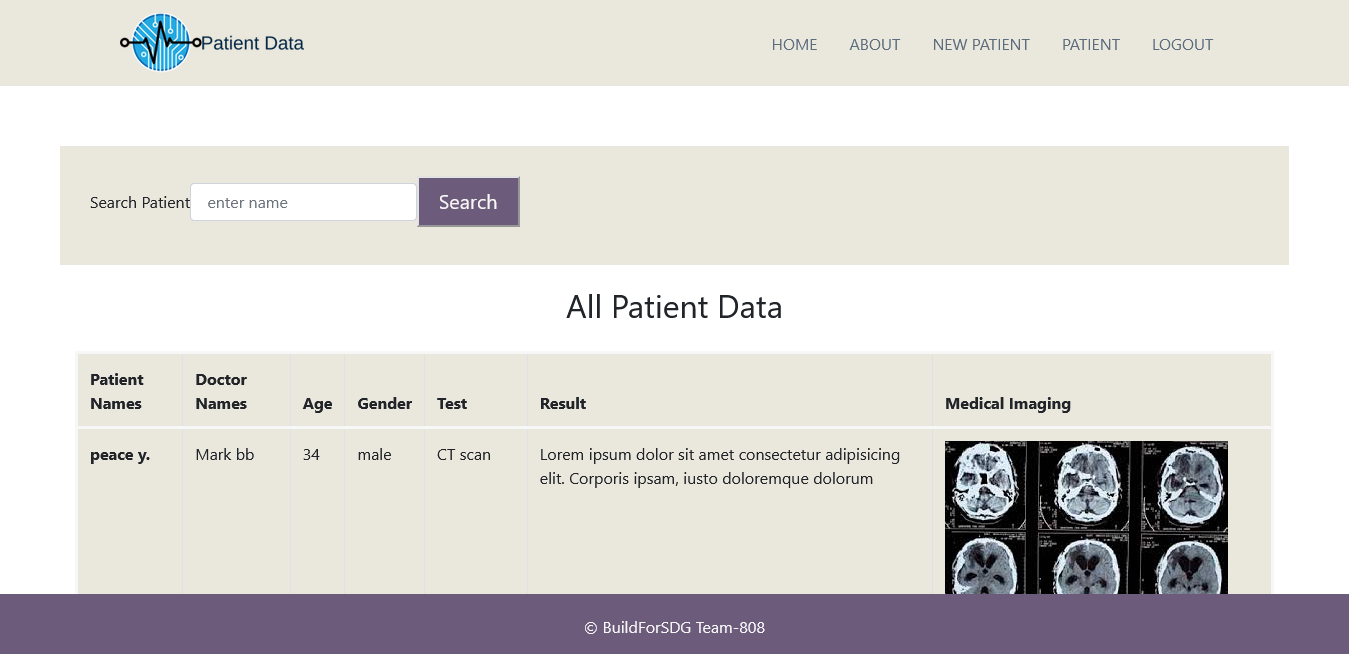 Patient Data
HOME ABOUT NEW PATIENT PATIENT LOGOUT
Search Patient enter name Search
All Patient Data
Patient Names Doctor Names Age Gender Test Result Medical Imaging
peace y. Mark bb 34 male CT scan Lorem ipsum dolor sit amet consectetur adipisicing
elit. Corporis ipsam, iusto doloremque dolorum
© BuildForSDG Team-808